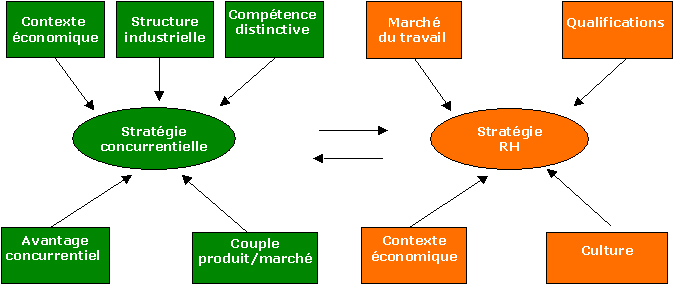 Contexte
économique
Structure
industrielle
Compétence
distinctive
Marché
du travail
Qualifications
Stratégie
concurrentielle
Stratégie
RH
Avantage
concurrentiel
Couple
produit/marché
Contexte
économique
Culture